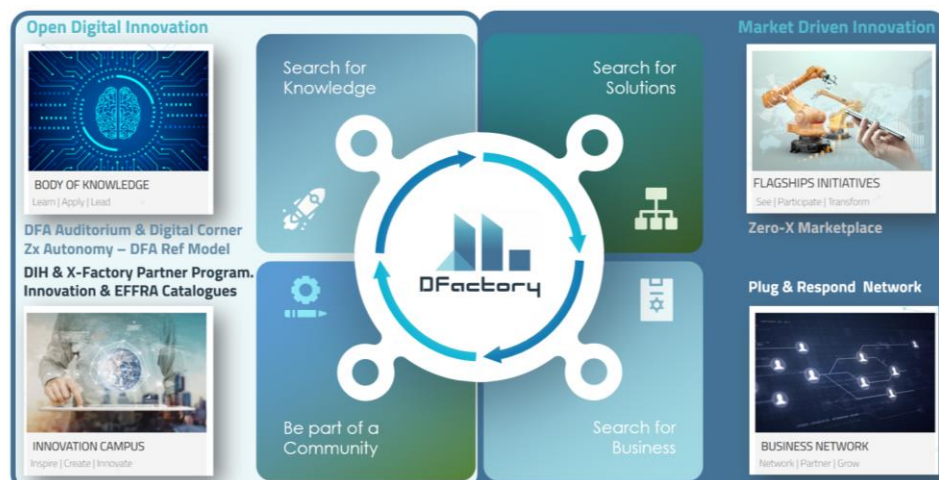 Open Digital Innovation
Market Driven Innovation
Search for
Knowledge
Search for
Solutions
BODY OF KNOWLEDGE
Learn | Apply | Lead
FLAGSHIPS INITIATIVES
See | Participate | Transform
DFA Auditorium & Digital Corner
Zx Autonomy – DFA Ref Model
Zero-X Marketplace
DFactory
DIH & X-Factory Partner Program.
Innovation & EFFRA Catalogues
Plug & Respond Network
INNOVATION CAMPUS
Inspire | Create | Innovate
Be part of a
Community
Search for
Business
BUSINESS NETWORK
Network | Partner | Grow